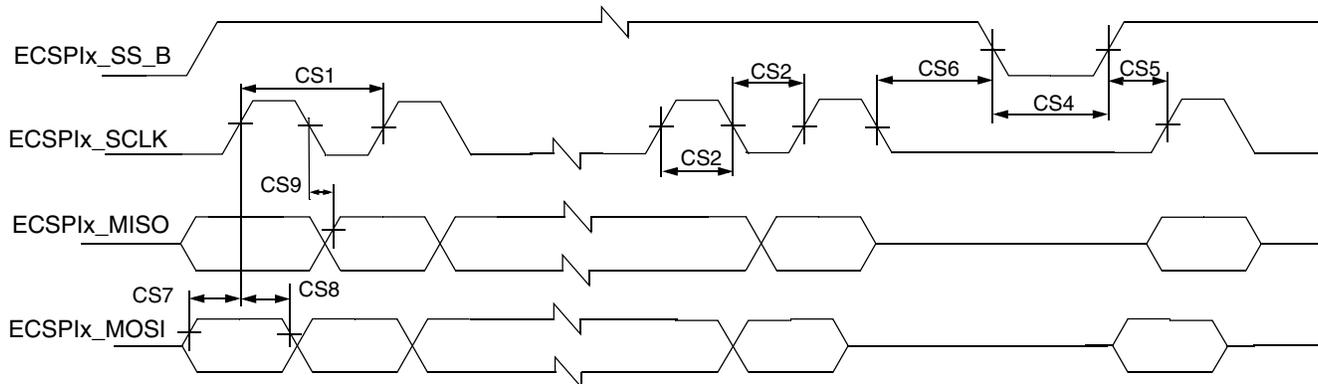 ECSPIx_SS_B
CS1
CS2
CS6
CS5
CS4
ECSPIx_SCLK
CS2
CS9
ECSPIx_MISO
CS7
CS8
ECSPIx_MOSI